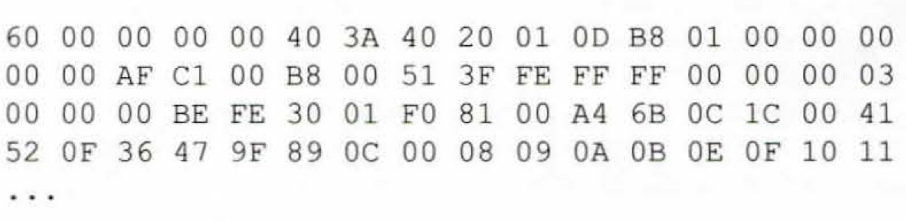 60 00 00 00 00 40 3A 40 20 01 0D B8 01 00 00 00
00 00 AF C1 00 B8 00 51 3F FE FF FF 00 00 00 03
00 00 00 BE FE 30 01 F0 81 00 A4 6B 0C 1C 00 41
52 0F 36 47 9F 89 0C 00 08 09 0A 0B 0E 0F 10 11
...